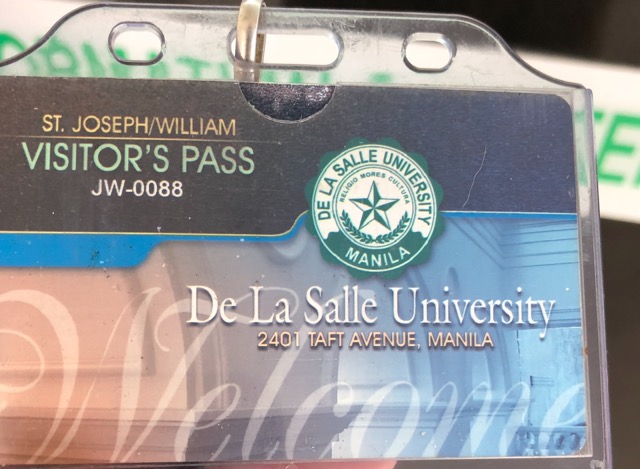 ST. JOSEPH/WILLIAM
VISITOR'S PASS
JW-0088
DE LA SALLE UNIVERSITY
RELIGIO MORES CULTURA
MANILA
De La Salle University
2401 TAFT AVENUE, MANILA
Welcome